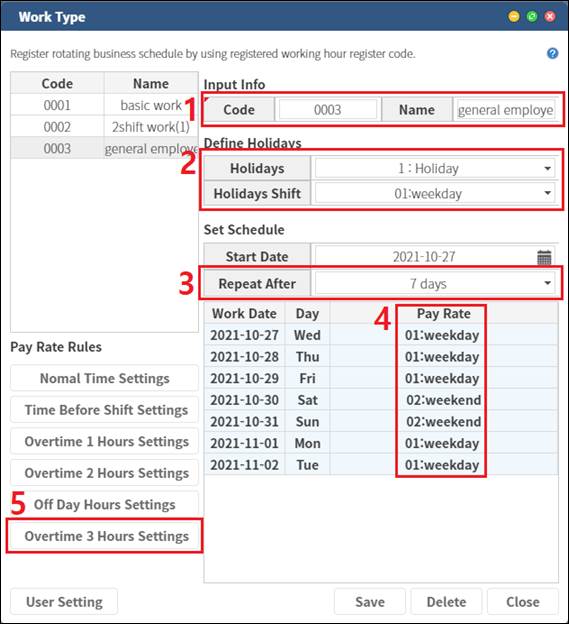 Work Type
Register rotating business schedule by using registered working hour register code.
Code Name
0001 basic work
0002 2shift work(1)
0003 general employe
Input Info
1 Code 0003 Name general employe
Define Holidays
2 Holidays 1 : Holiday
Holidays Shift 01:weekday
Set Schedule
Start Date 2021-10-27
3 Repeat After 7 days
4
Work Date Day Pay Rate
2021-10-27 Wed 01:weekday
2021-10-28 Thu 01:weekday
2021-10-29 Fri 01:weekday
2021-10-30 Sat 02:weekend
2021-10-31 Sun 02:weekend
2021-11-01 Mon 01:weekday
2021-11-02 Tue 01:weekday
Pay Rate Rules
Nomal Time Settings
Time Before Shift Settings
Overtime 1 Hours Settings
Overtime 2 Hours Settings
5 Off Day Hours Settings
Overtime 3 Hours Settings
User Setting Save Delete Close